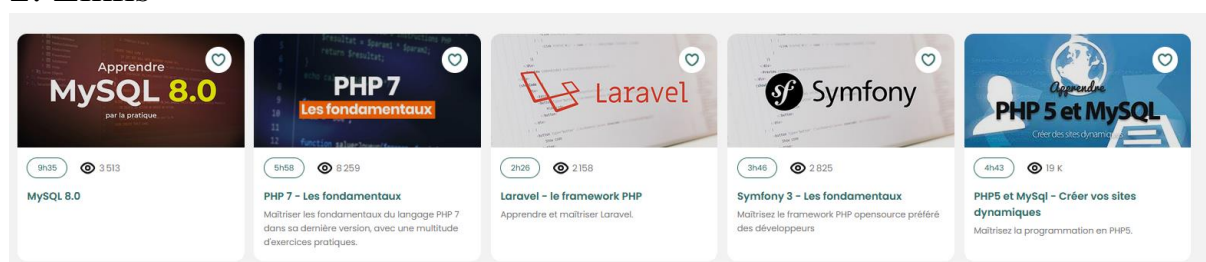 Apprendre
MySQL 8.0
par la pratique
9h35 3 513
MySQL 8.0
PHP 7
Les fondamentaux
5h58 8 259
PHP 7 - Les fondamentaux
Maîtriser les fondamentaux du langage PHP 7
dans sa dernière version, avec une multitude
d'exercices pratiques.
Laravel
2h26 2 158
Laravel - le framework PHP
Apprendre et maîtriser Laravel.
sf Symfony
3h46 2 825
Symfony 3 - Les fondamentaux
Maîtrisez le framework PHP opensource préféré
des développeurs
Apprendre
PHP 5 et MySQL
Créer des sites dynamiques
4h43 19 K
PHP5 et MySql - Créer vos sites
dynamiques
Maîtrisez la programmation en PHP5.